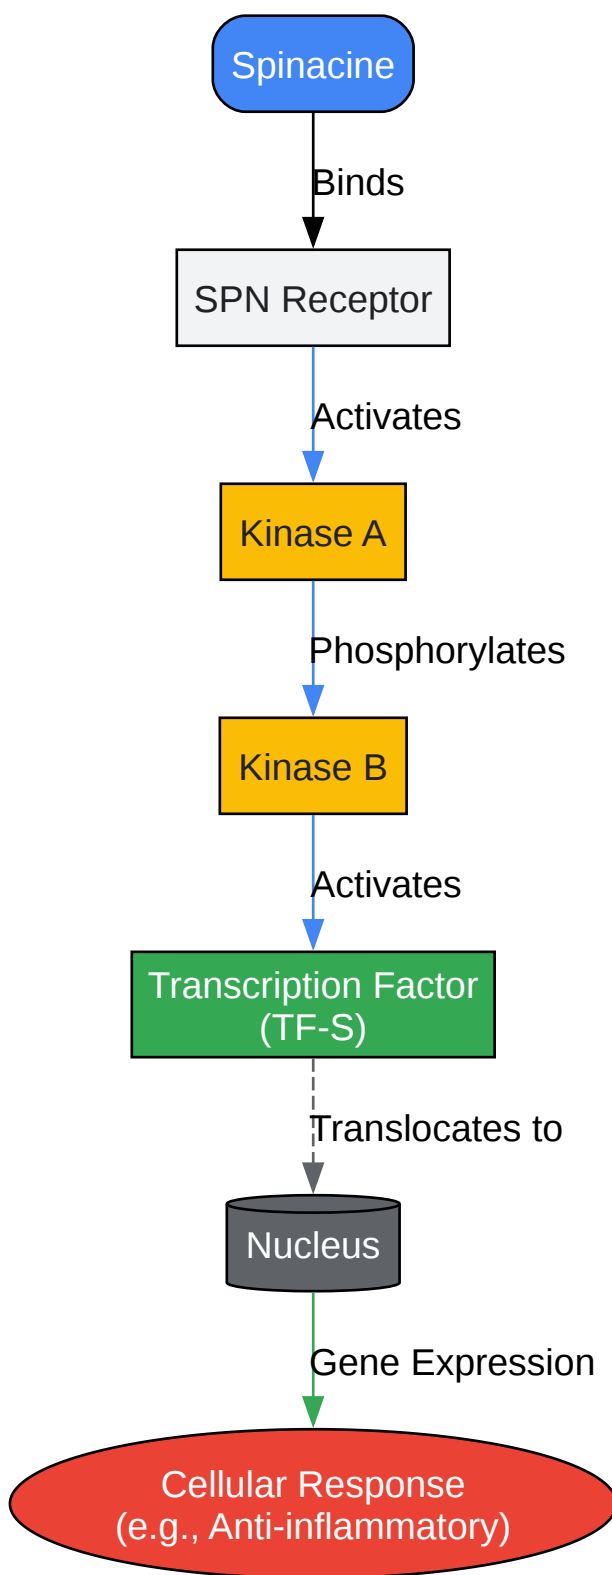 Spinacine
Binds
SPN Receptor
Activates
Kinase A
Phosphorylates
Kinase B
Activates
Transcription Factor
(TF-S)
Translocates to
Nucleus
Gene Expression
Cellular Response
(e.g., Anti-inflammatory)